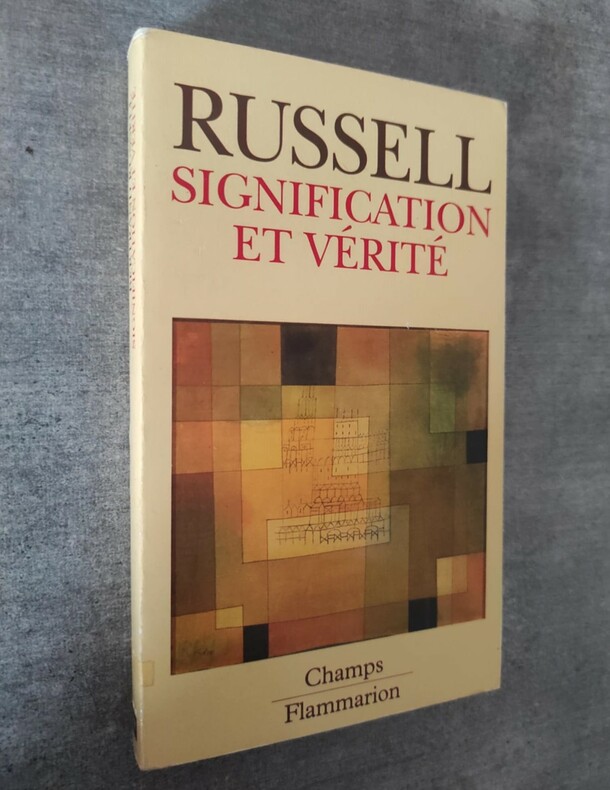 RUSSELL
SIGNIFICATION
ET VÉRITÉ
Champs
Flammarion